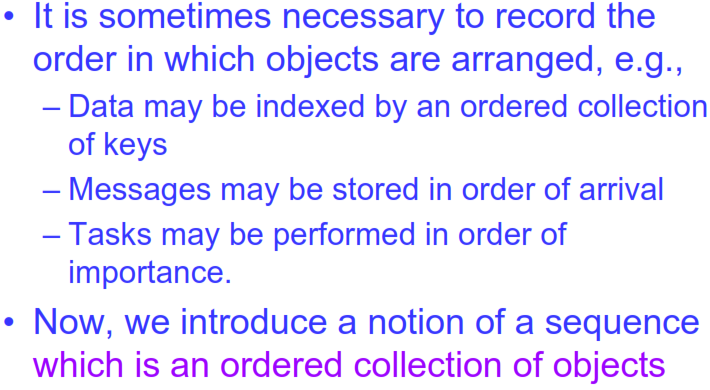 • It is sometimes necessary to record the
order in which objects are arranged, e.g.,
– Data may be indexed by an ordered collection
of keys
– Messages may be stored in order of arrival
– Tasks may be performed in order of
importance.
• Now, we introduce a notion of a sequence
which is an ordered collection of objects